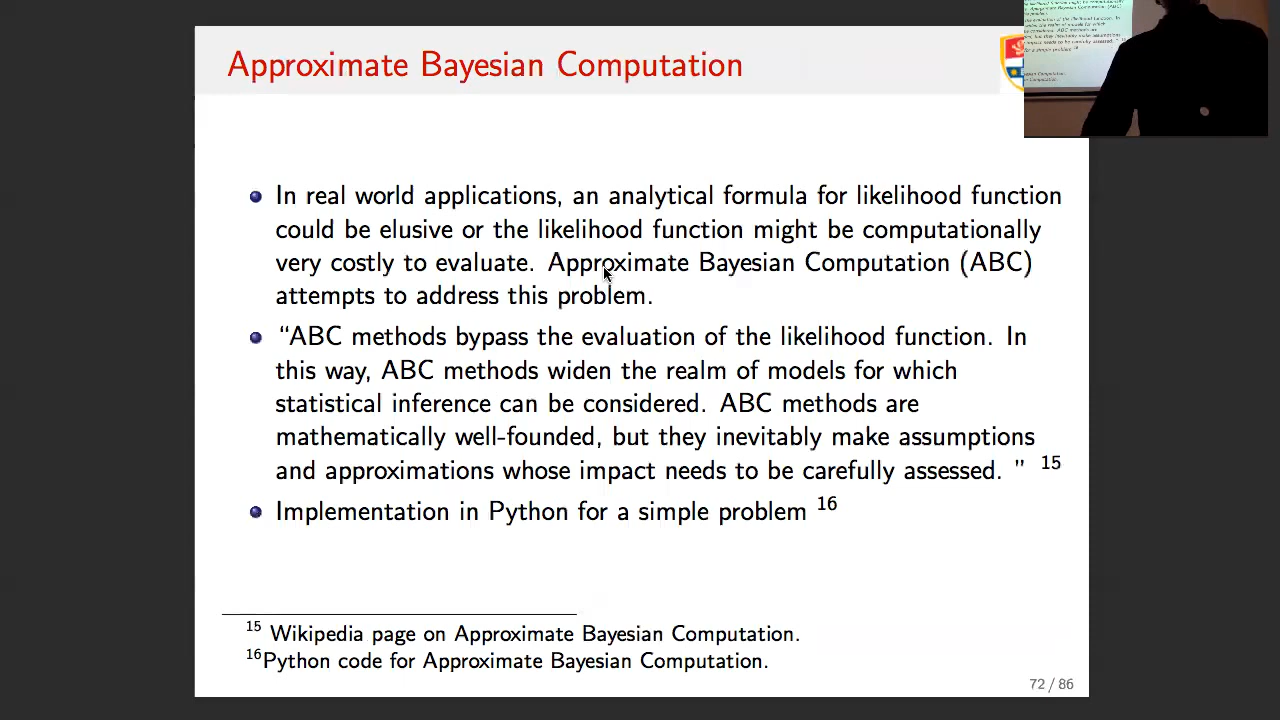 Approximate Bayesian Computation
In real world applications, an analytical formula for likelihood function
could be elusive or the likelihood function might be computationally
very costly to evaluate. Approximate Bayesian Computation (ABC)
attempts to address this problem.
“ABC methods bypass the evaluation of the likelihood function. In
this way, ABC methods widen the realm of models for which
statistical inference can be considered. ABC methods are
mathematically well-founded, but they inevitably make assumptions
and approximations whose impact needs to be carefully assessed. ” 15
Implementation in Python for a simple problem 16
15 Wikipedia page on Approximate Bayesian Computation.
16Python code for Approximate Bayesian Computation.
72 / 86